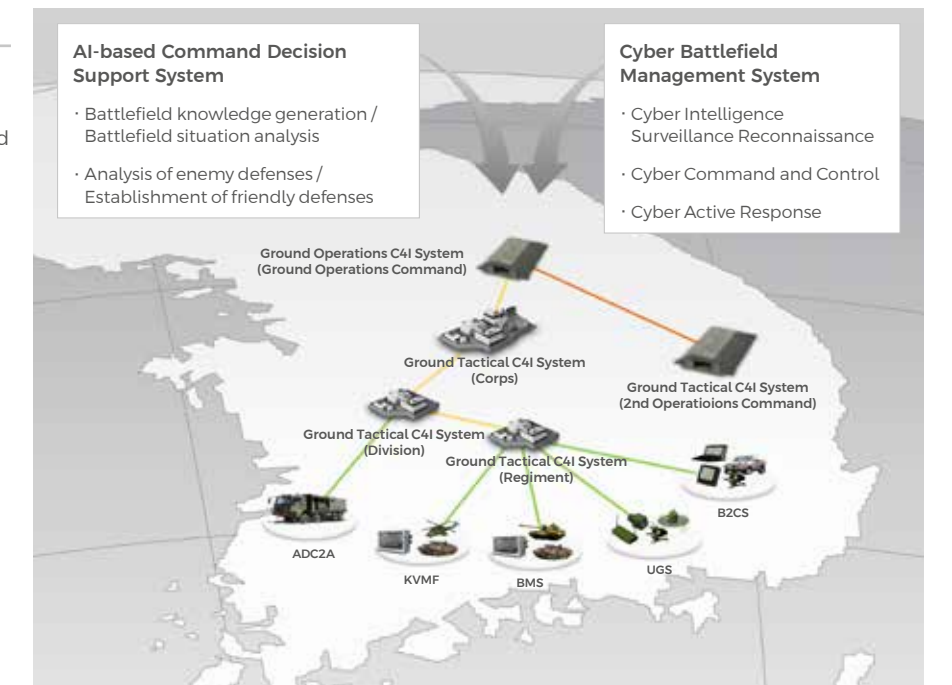 d
AI-based Command Decision
Support System
· Battlefield knowledge generation /
Battlefield situation analysis
· Analysis of enemy defenses /
Establishment of friendly defenses
Cyber Battlefield
Management System
· Cyber Intelligence
Surveillance Reconnaissance
· Cyber Command and Control
· Cyber Active Response
Ground Operations C4I System
(Ground Operations Command)
Ground Tactical C4I System
(Corps)
Ground Tactical C4I System
(2nd Operatioions Command)
Ground Tactical C4I System
(Division)
Ground Tactical C4I System
(Regiment)
B2CS
ADC2A
KVMF
BMS
UGS